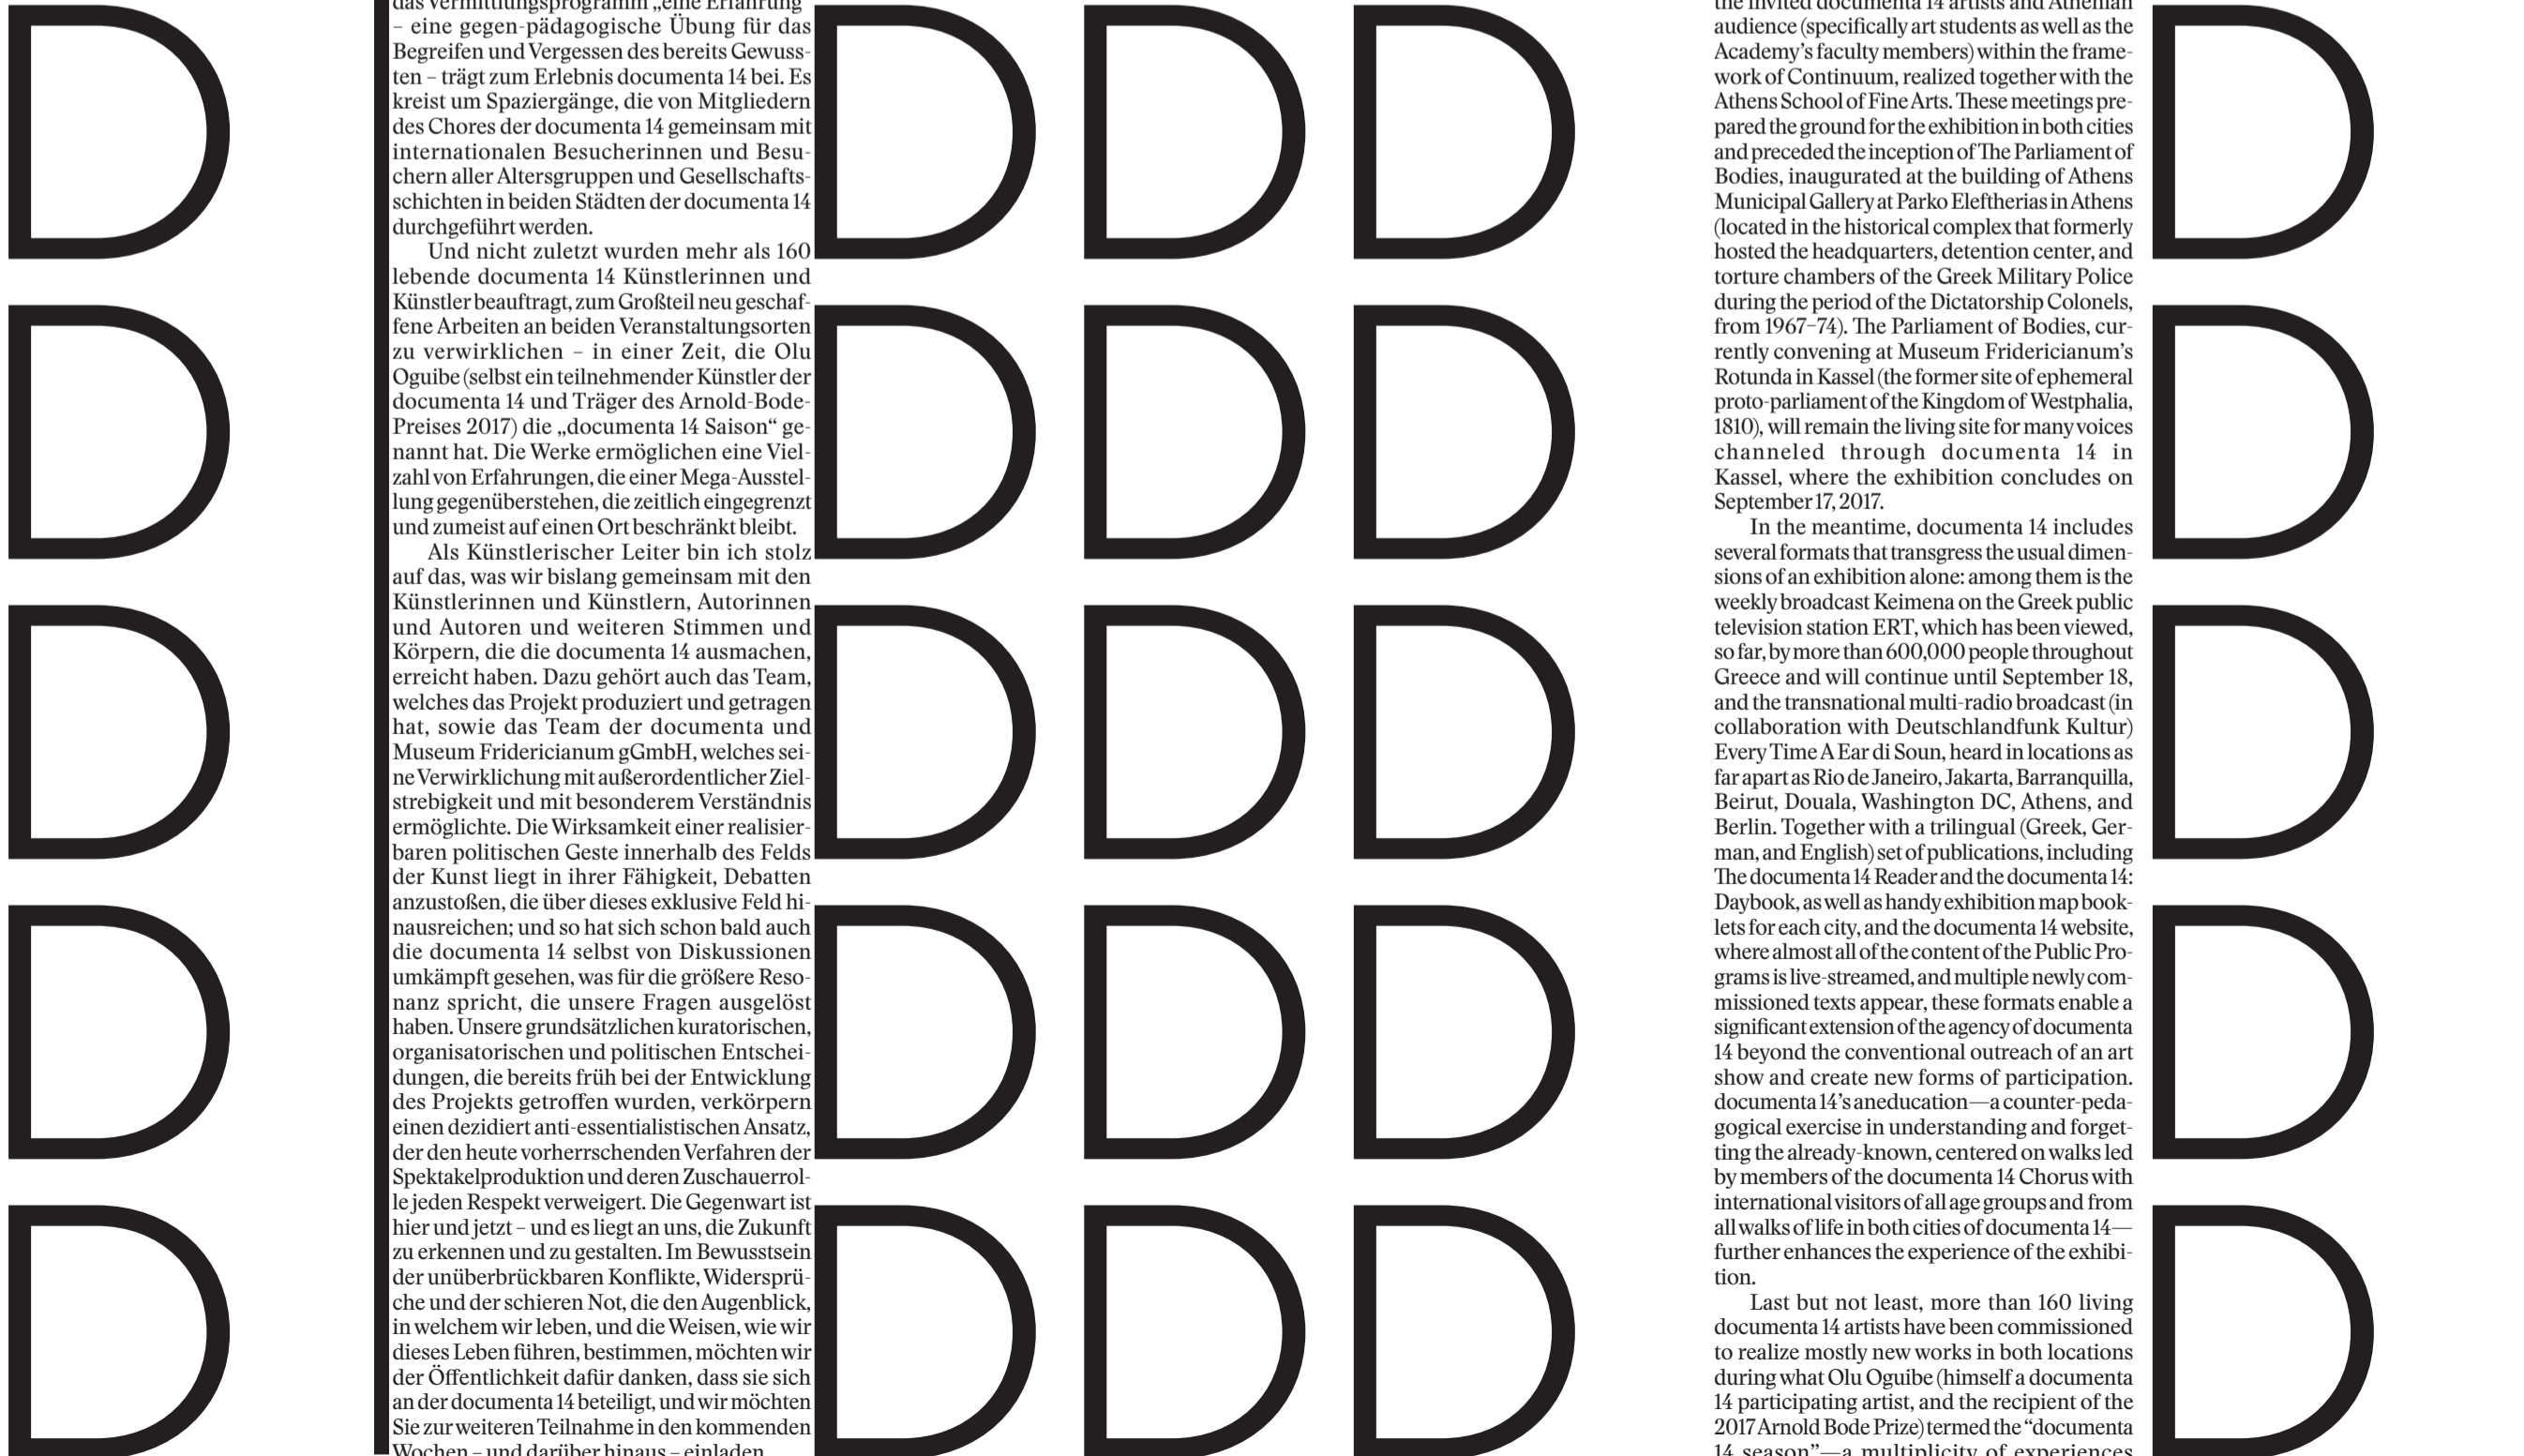 D
D
D
D
D
das Vermittlungsprogramm „eine Erfahrung“
– eine gegen-pädagogische Übung für das
Begreifen und Vergessen des bereits Gewuss-
ten – trägt zum Erlebnis documenta 14 bei. Es
kreist um Spaziergänge, die von Mitgliedern
des Chores der documenta 14 gemeinsam mit
internationalen Besucherinnen und Besu-
chern aller Altersgruppen und Gesellschafts-
schichten in beiden Städten der documenta 14
durchgeführt werden.
Und nicht zuletzt wurden mehr als 160
lebende documenta 14 Künstlerinnen und
Künstler beauftragt, zum Großteil neu geschaf-
fene Arbeiten an beiden Veranstaltungsorten
zu verwirklichen – in einer Zeit, die Olu
Oguibe (selbst ein teilnehmender Künstler der
documenta 14 und Träger des Arnold-Bode-
Preises 2017) die „documenta 14 Saison“ ge-
nannt hat. Die Werke ermöglichen eine Viel-
zahl von Erfahrungen, die einer Mega-Ausstel-
lung gegenüberstehen, die zeitlich eingegrenzt
und zumeist auf einen Ort beschränkt bleibt.
Als Künstlerischer Leiter bin ich stolz
auf das, was wir bislang gemeinsam mit den
Künstlerinnen und Künstlern, Autorinnen
und Autoren und weiteren Stimmen und
Körpern, die die documenta 14 ausmachen,
erreicht haben. Dazu gehört auch das Team,
welches das Projekt produziert und getragen
hat, sowie das Team der documenta und
Museum Fridericianum gGmbH, welches sei-
ne Verwirklichung mit außerordentlicher Ziel-
strebigkeit und mit besonderem Verständnis
ermöglichte. Die Wirksamkeit einer realisier-
baren politischen Geste innerhalb des Felds
der Kunst liegt in ihrer Fähigkeit, Debatten
anzustoßen, die über dieses exklusive Feld hi-
nausreichen; und so hat sich schon bald auch
die documenta 14 selbst von Diskussionen
umkämpft gesehen, was für die größere Reso-
nanz spricht, die unsere Fragen ausgelöst
haben. Unsere grundsätzlichen kuratorischen,
organisatorischen und politischen Entschei-
dungen, die bereits früh bei der Entwicklung
des Projekts getroffen wurden, verkörpern
einen dezidiert anti-essentialistischen Ansatz,
der den heute vorherrschenden Verfahren der
Spektakelproduktion und deren Zuschauerrol-
le jeden Respekt verweigert. Die Gegenwart ist
hier und jetzt – und es liegt an uns, die Zukunft
zu erkennen und zu gestalten. Im Bewusstsein
der unüberbrückbaren Konflikte, Widersprü-
che und der schieren Not, die den Augenblick,
in welchem wir leben, und die Weisen, wie wir
dieses Leben führen, bestimmen, möchten wir
der Öffentlichkeit dafür danken, dass sie sich
an der documenta 14 beteiligt, und wir möchten
Sie zur weiteren Teilnahme in den kommenden
Wochen – und darüber hinaus – einladen.
D D D
D D D
D D D
D D D
D D D
the invited documenta 14 artists and Athenian
audience (specifically art students as well as the
Academy’s faculty members) within the frame-
work of Continuum, realized together with the
Athens School of Fine Arts. These meetings pre-
pared the ground for the exhibition in both cities
and preceded the inception of The Parliament of
Bodies, inaugurated at the building of Athens
Municipal Gallery at Parko Eleftherias in Athens
(located in the historical complex that formerly
hosted the headquarters, detention center, and
torture chambers of the Greek Military Police
during the period of the Dictatorship Colonels,
from 1967–74). The Parliament of Bodies, cur-
rently convening at Museum Fridericianum’s
Rotunda in Kassel (the former site of ephemeral
proto-parliament of the Kingdom of Westphalia,
1810), will remain the living site for many voices
channeled through documenta 14 in
Kassel, where the exhibition concludes on
September 17, 2017.
In the meantime, documenta 14 includes
several formats that transgress the usual dimen-
sions of an exhibition alone: among them is the
weekly broadcast Keimena on the Greek public
television station ERT, which has been viewed,
so far, by more than 600,000 people throughout
Greece and will continue until September 18,
and the transnational multi-radio broadcast (in
collaboration with Deutschlandfunk Kultur)
Every Time A Ear di Soun, heard in locations as
far apart as Rio de Janeiro, Jakarta, Barranquilla,
Beirut, Douala, Washington DC, Athens, and
Berlin. Together with a trilingual (Greek, Ger-
man, and English) set of publications, including
The documenta 14 Reader and the documenta 14:
Daybook, as well as handy exhibition map book-
lets for each city, and the documenta 14 website,
where almost all of the content of the Public Pro-
grams is live-streamed, and multiple newly com-
missioned texts appear, these formats enable a
significant extension of the agency of documenta
14 beyond the conventional outreach of an art
show and create new forms of participation.
documenta 14’s aneducation—a counter-peda-
gogical exercise in understanding and forget-
ting the already-known, centered on walks led
by members of the documenta 14 Chorus with
international visitors of all age groups and from
all walks of life in both cities of documenta 14—
further enhances the experience of the exhibi-
tion.
Last but not least, more than 160 living
documenta 14 artists have been commissioned
to realize mostly new works in both locations
during what Olu Oguibe (himself a documenta
14 participating artist, and the recipient of the
2017 Arnold Bode Prize) termed the “documenta
14 season”—a multiplicity of experiences
D
D
D
D
D